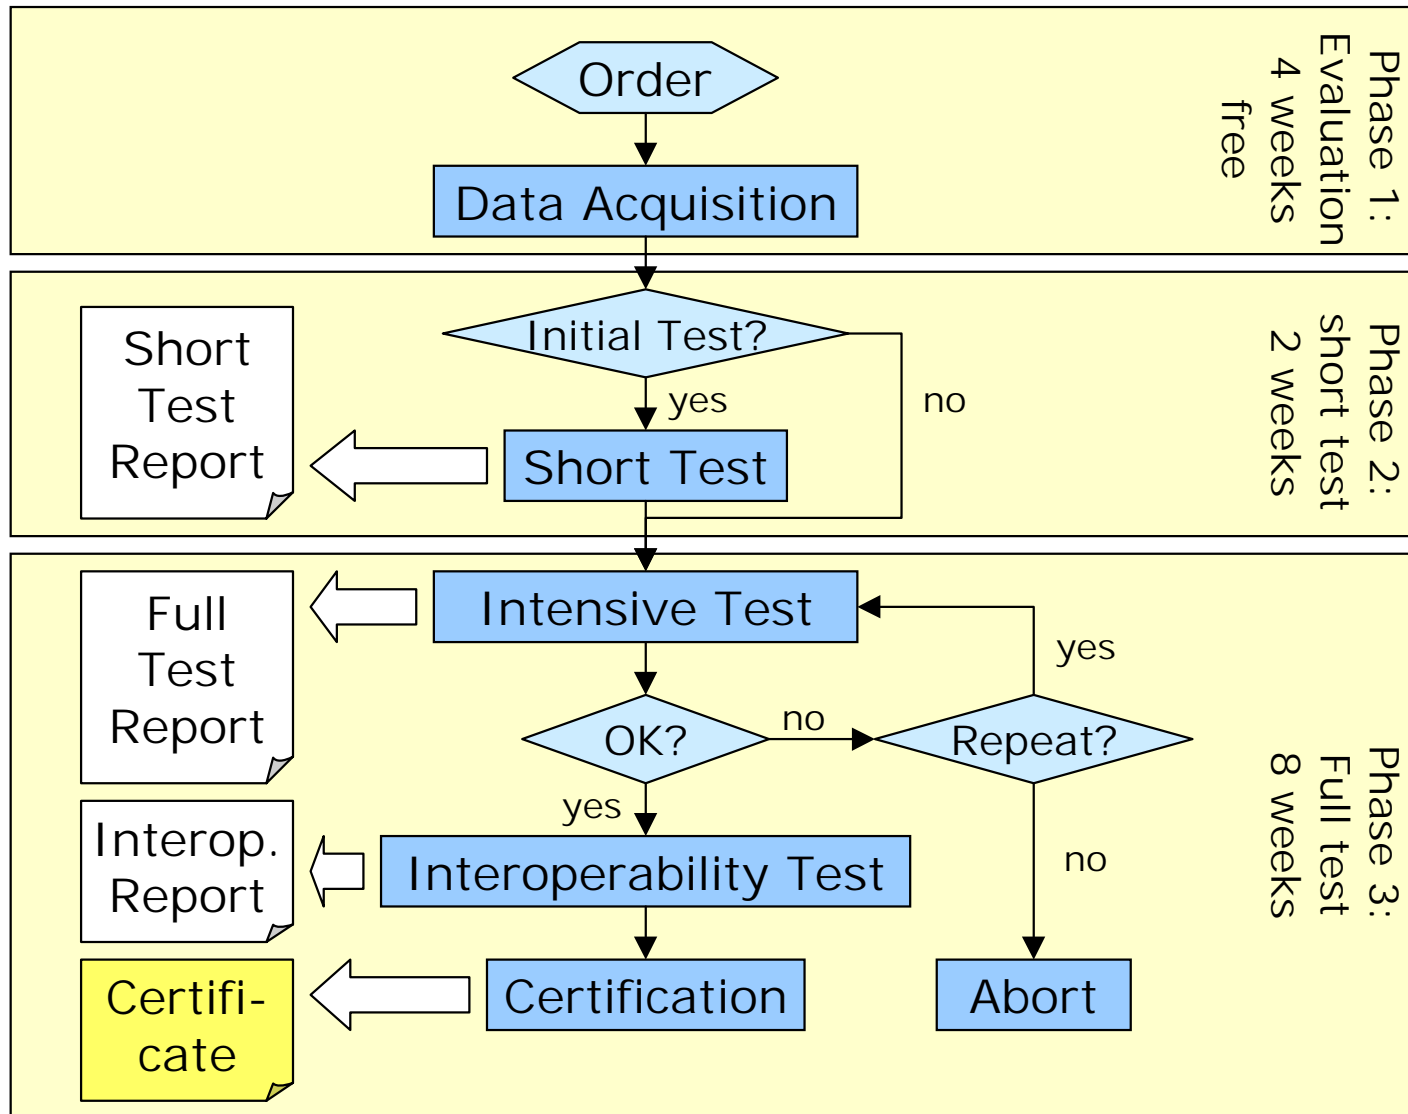 Order
Data Acquisition
Phase 1:
Evaluation
4 weeks
free
Initial Test?
yes
no
Short Test
Short
Test
Report
Phase 2:
short test
2 weeks
Intensive Test
Full
Test
Report
OK?
no
Repeat?
yes
yes
no
Interoperability Test
Interop.
Report
Certification
Abort
Certifi-
cate
Phase 3:
Full test
8 weeks